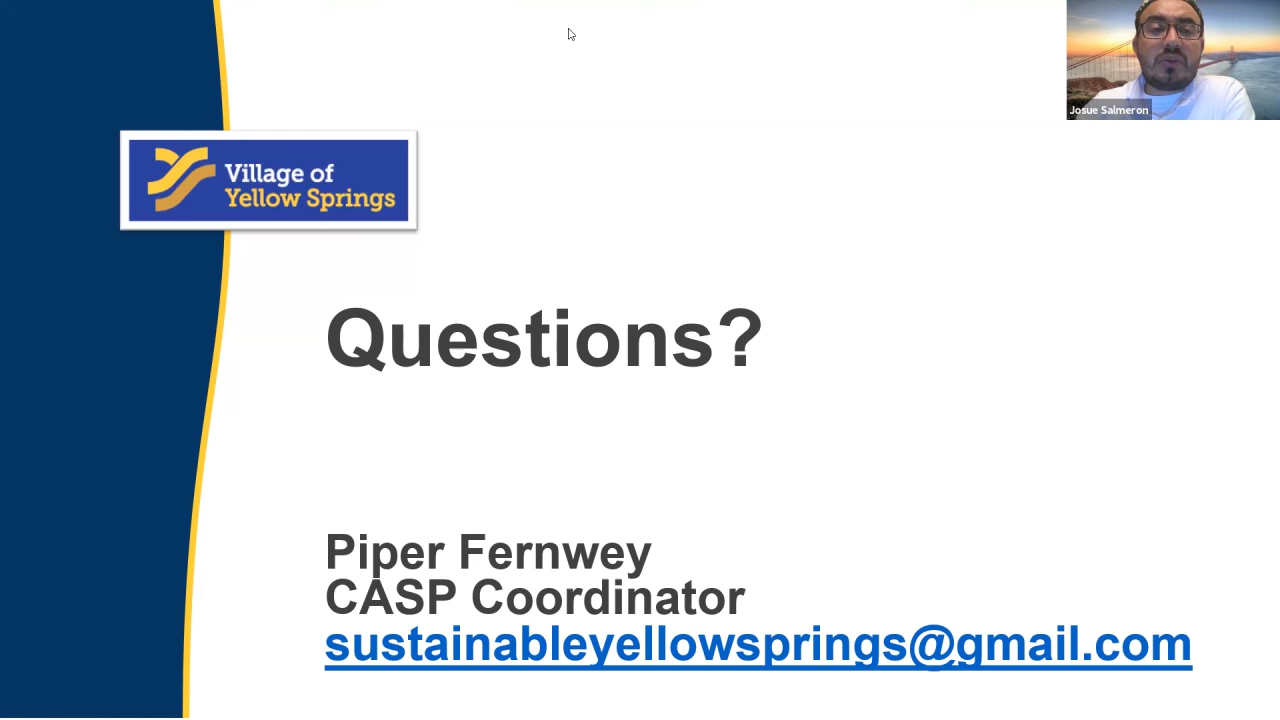 Josue Salmeron
Village of
Yellow Springs
Questions?
Piper Fernwey
CASP Coordinator
sustainableyellowsprings@gmail.com